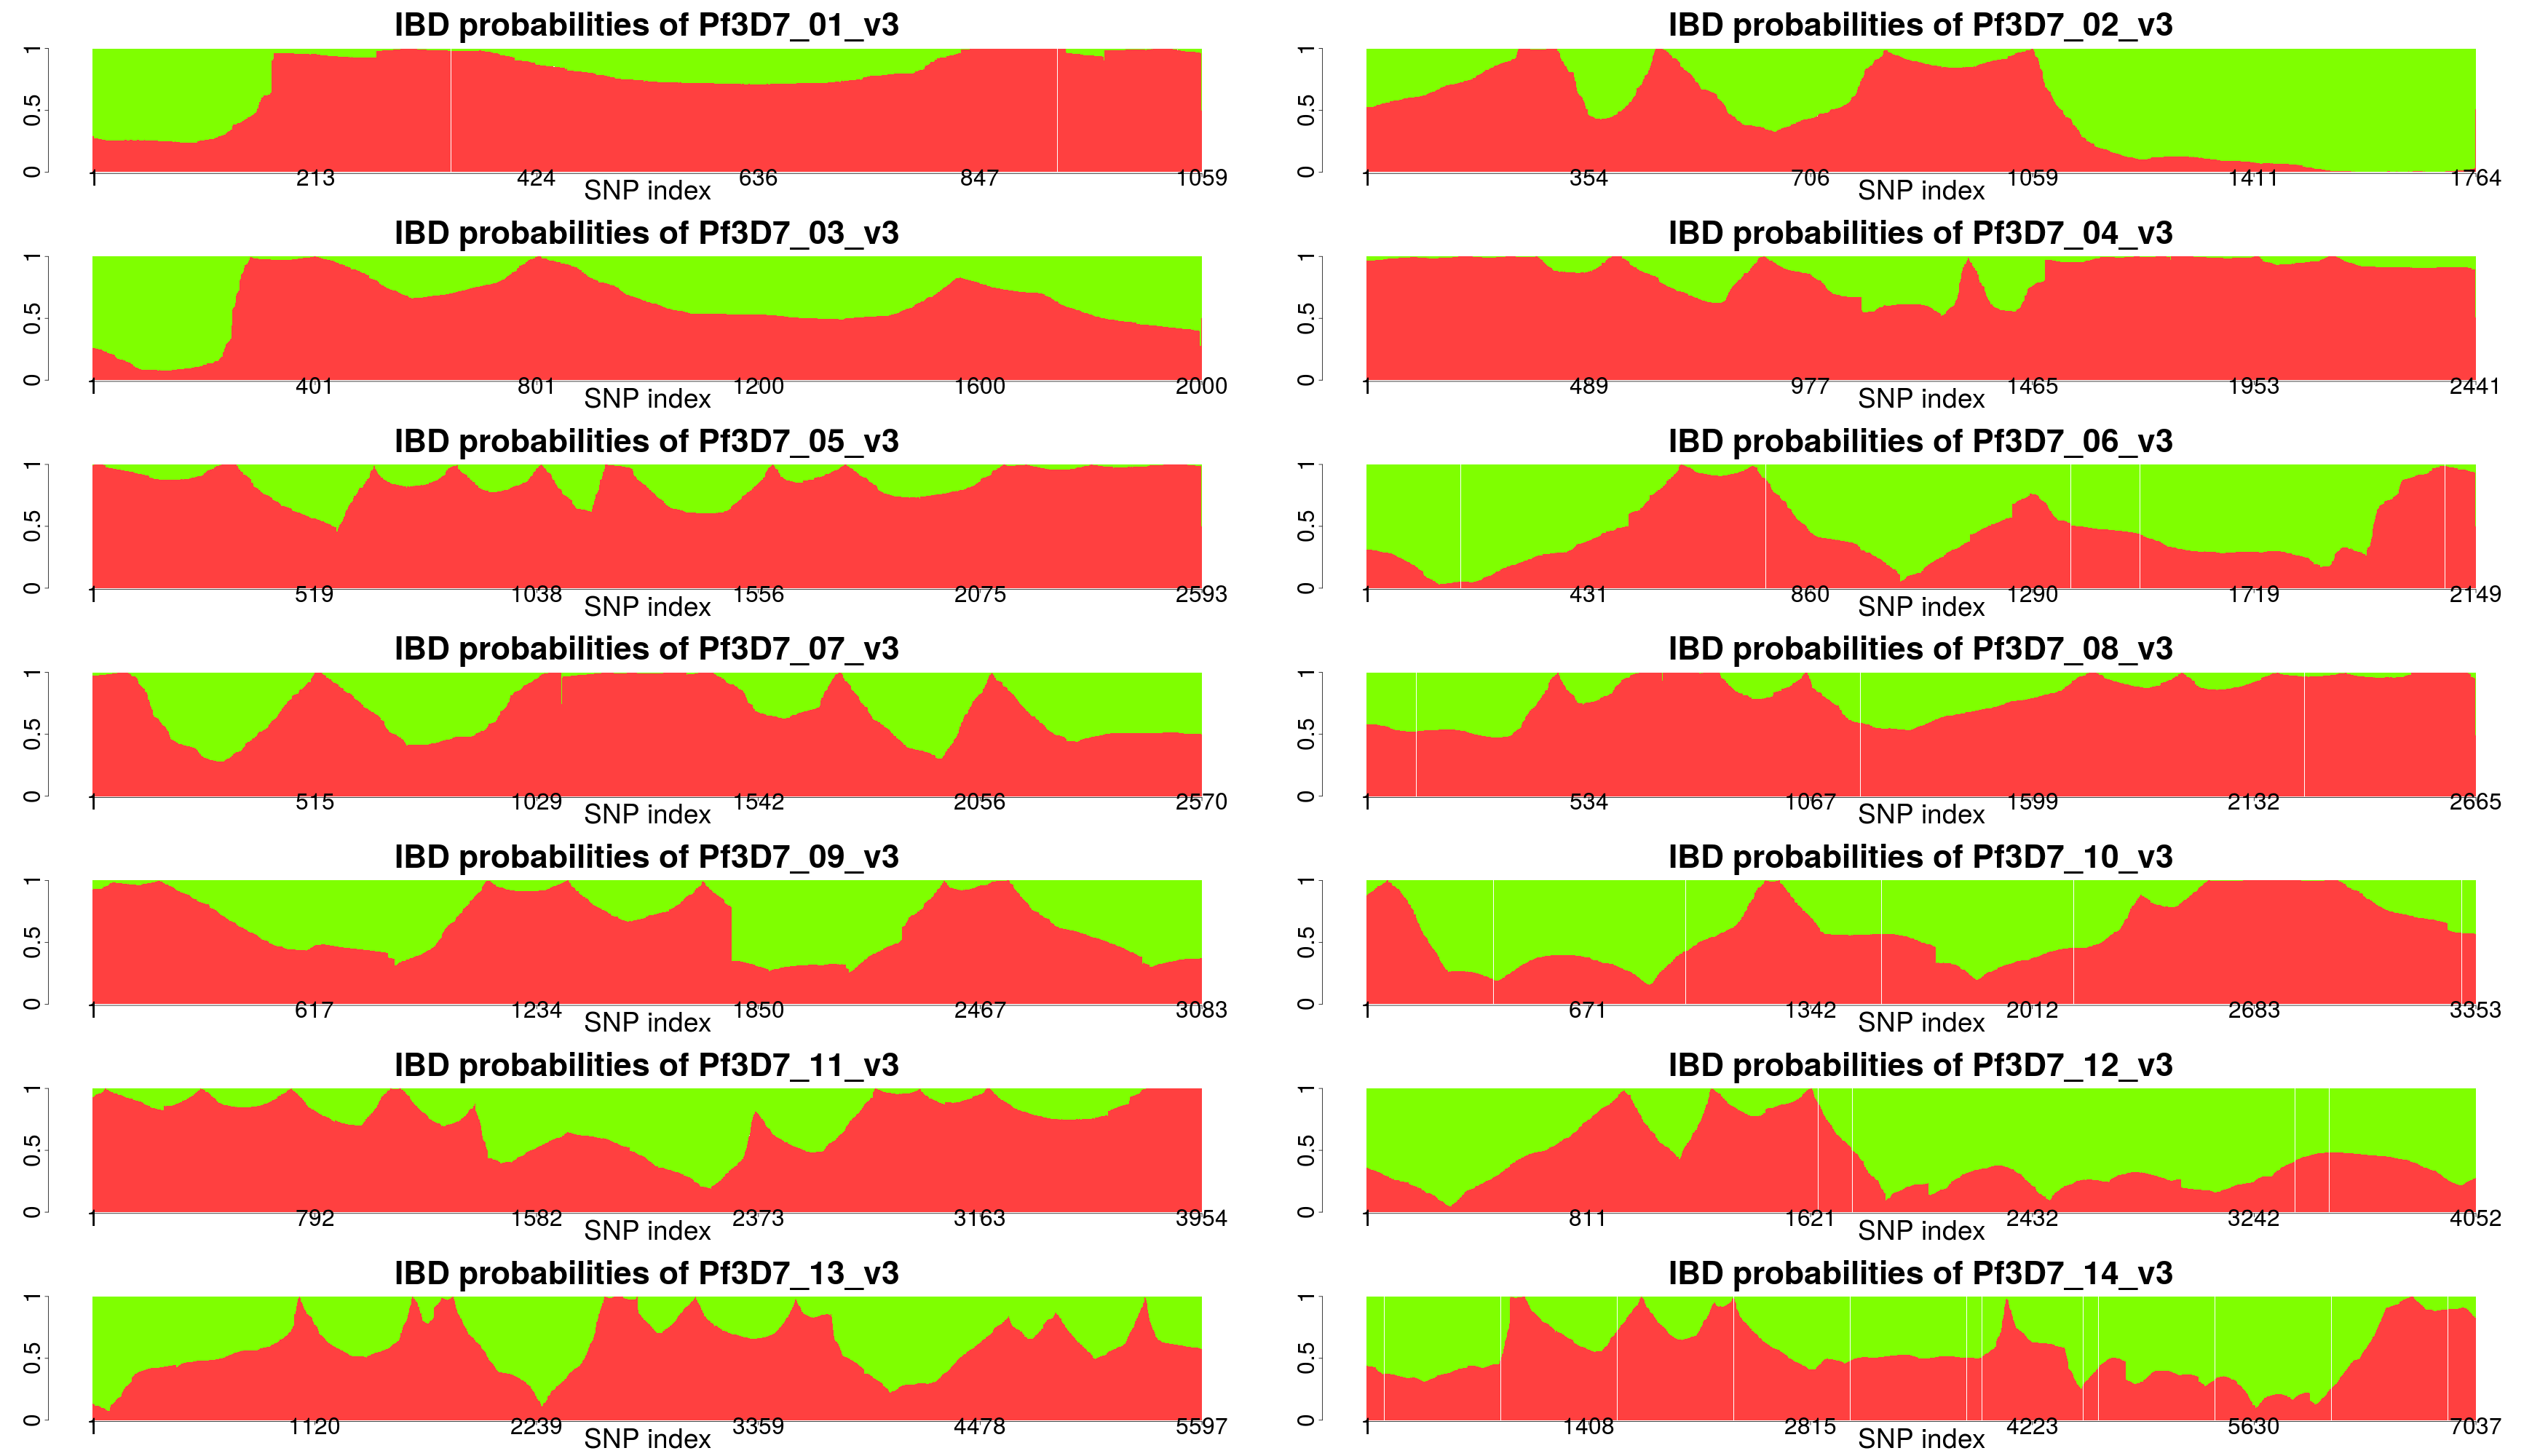 IBD probabilities of Pf3D7_01_v3
0 0.5 1
1 213 424 636 847 1059
SNP index
IBD probabilities of Pf3D7_02_v3
0 0.5 1
1 354 706 1059 1411 1764
SNP index
IBD probabilities of Pf3D7_03_v3
0 0.5 1
1 401 801 1200 1600 2000
SNP index
IBD probabilities of Pf3D7_04_v3
0 0.5 1
1 489 977 1465 1953 2441
SNP index
IBD probabilities of Pf3D7_05_v3
0 0.5 1
1 519 1038 1556 2075 2593
SNP index
IBD probabilities of Pf3D7_06_v3
0 0.5 1
1 431 860 1290 1719 2149
SNP index
IBD probabilities of Pf3D7_07_v3
0 0.5 1
1 515 1029 1542 2056 2570
SNP index
IBD probabilities of Pf3D7_08_v3
0 0.5 1
1 534 1067 1599 2132 2665
SNP index
IBD probabilities of Pf3D7_09_v3
0 0.5 1
1 617 1234 1850 2467 3083
SNP index
IBD probabilities of Pf3D7_10_v3
0 0.5 1
1 671 1342 2012 2683 3353
SNP index
IBD probabilities of Pf3D7_11_v3
0 0.5 1
1 792 1582 2373 3163 3954
SNP index
IBD probabilities of Pf3D7_12_v3
0 0.5 1
1 811 1621 2432 3242 4052
SNP index
IBD probabilities of Pf3D7_13_v3
0 0.5 1
1 1120 2239 3359 4478 5597
SNP index
IBD probabilities of Pf3D7_14_v3
0 0.5 1
1 1408 2815 4223 5630 7037
SNP index